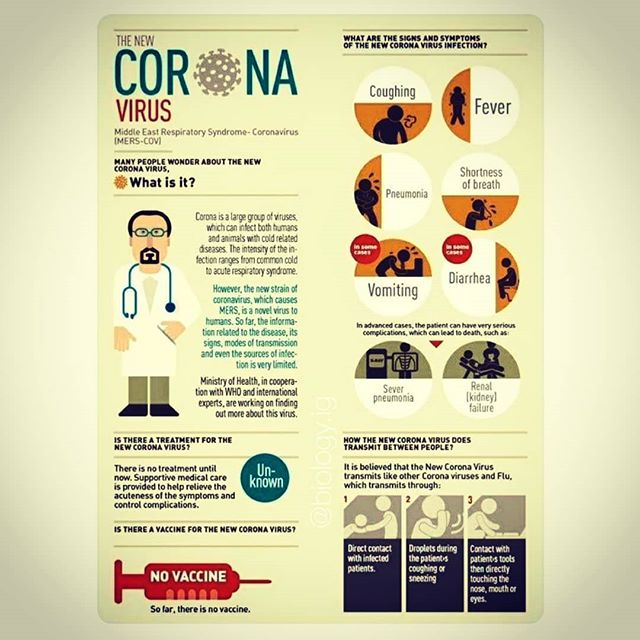 THE NEW
CORONA
VIRUS
Middle East Respiratory Syndrome- Coronavirus
(MERS-COV)
MANY PEOPLE WONDER ABOUT THE NEW
CORONA VIRUS,
What is it?
Corona is a large group of viruses,
which can infect both humans
and animals with cold related
diseases. The intensity of the in-
fection ranges from common cold
to acute respiratory syndrome.
However, the new strain of
coronavirus, which causes
MERS, is a novel virus to
humans. So far, the informa-
tion related to the disease, its
signs, modes of transmission
and even the sources of infec-
tion is very limited.
Ministry of Health, in coopera-
tion with WHO and international
experts, are working on finding
out more about this virus.
IS THERE A TREATMENT FOR THE
NEW CORONA VIRUS?
There is no treatment until
now. Supportive medical care
is provided to help relieve the
acuteness of the symptoms and
control complications.
Un-
known
IS THERE A VACCINE FOR THE NEW CORONA VIRUS?
NO VACCINE
So far, there is no vaccine.
WHAT ARE THE SIGNS AND SYMPTOMS
OF THE NEW CORONA VIRUS INFECTION?
Coughing
Fever
Pneumonia
Shortness
of breath
In some
cases
Vomiting
In some
cases
Diarrhea
In advanced cases, the patient can have very serious
complications, which can lead to death, such as:
Sever
pneumonia
Renal
[kidney]
failure
HOW THE NEW CORONA VIRUS DOES
TRANSMIT BETWEEN PEOPLE?
It is believed that the New Corona Virus
transmits like other Corona viruses and Flu,
which transmits through:
1
Direct contact
with infected
patients.
2
Droplets during
the patient›s
coughing or
sneezing
3
Contact with
patient›s tools
then directly
touching the
nose, mouth or
eyes.
@biology.ig